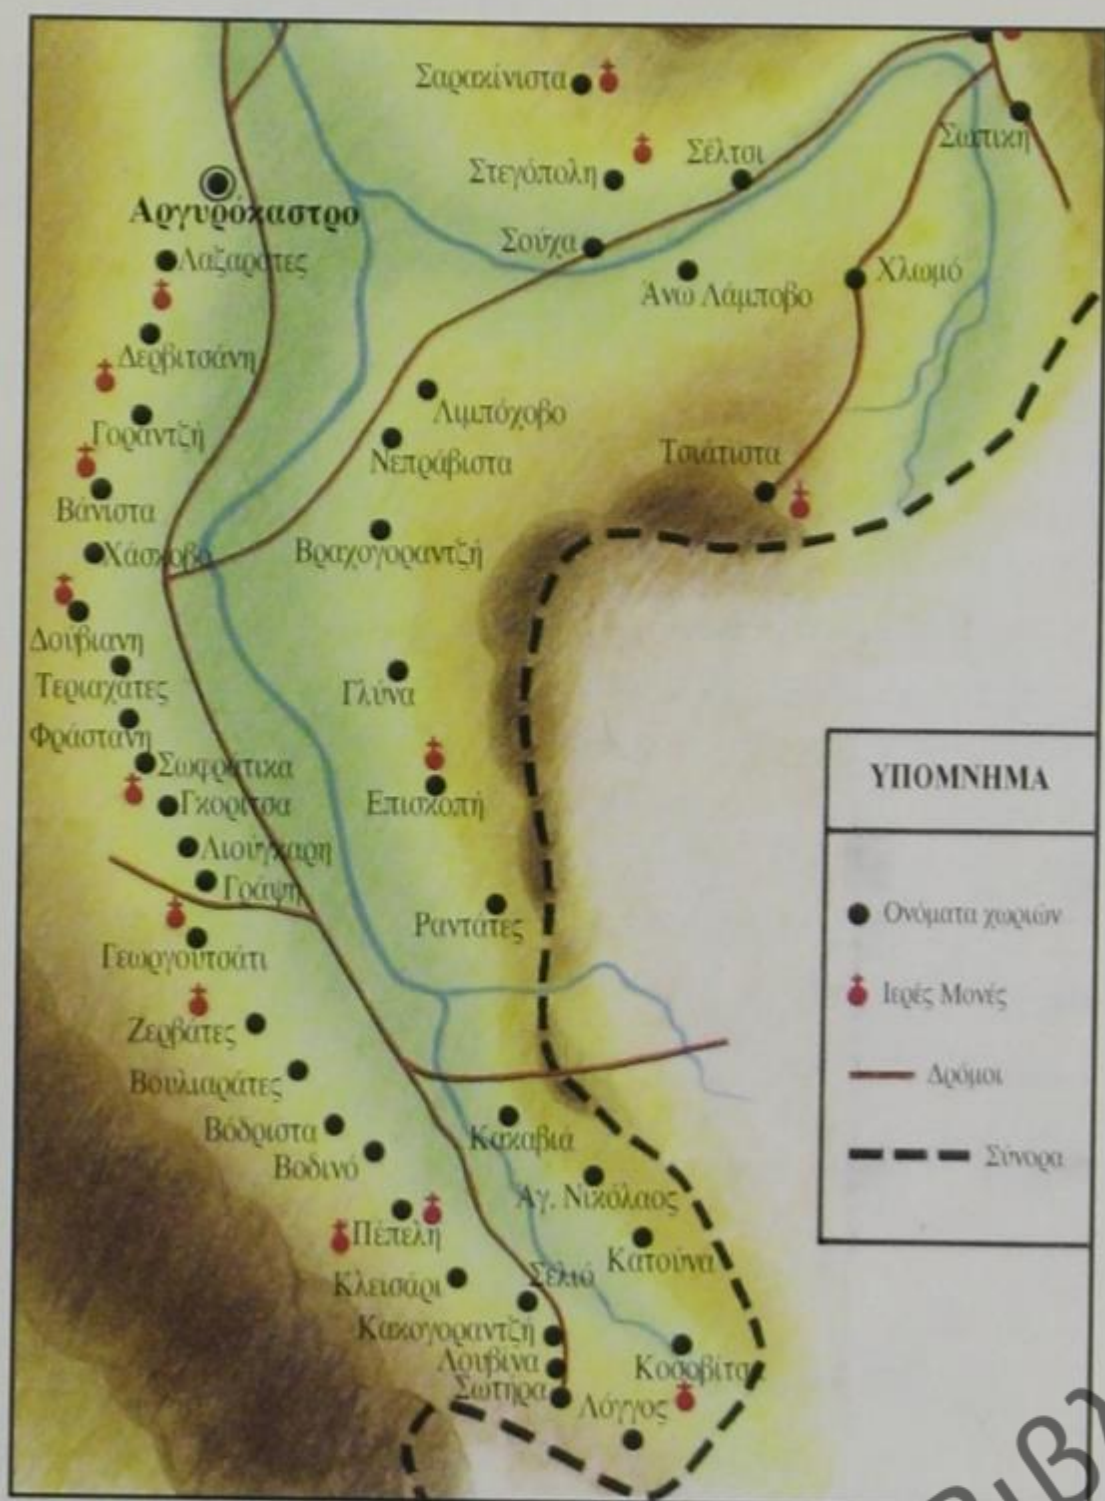 Σαρακίνιστα
Στεγόπολη
Σέλτσι
Σωπική
Αργυρόκαστρο
Σούχα
Λαζαράτες
Άνω Λάμποβο
Χλωμό
Δερβιτσάνη
Λιμπόχοβο
Γοραντζή
Νεπράβιστα
Τσιάτιστα
Βάνιστα
Χάσκοβο
Βραχογοραντζή
Δούβιανη
Τεριαχάτες
Γλύνα
Φράστανη
Σωφράτικα
Γκορίτσα
Επισκοπή
Λιούγκαρη
Γράψη
Ραντάτες
Γεωργουτσάτι
Ζερβάτες
Βουλιαράτες
Βόδριστα
Κακαβιά
Βοδινό
Αγ. Νικόλαος
Πέπελη
Κατούνα
Κλεισάρι
Σελιό
Κακογοραντζή
Λουβίνα
Κοσοβίτσα
Σωτήρα
Λόγγος
ΥΠΟΜΝΗΜΑ
Ονόματα χωριών
Ιερές Μονές
Δρόμοι
Σύνορα